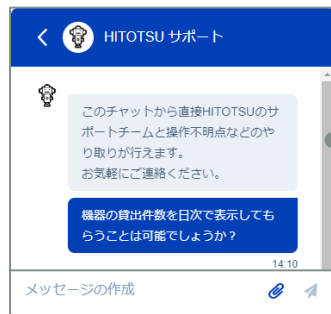 HITOTSU サポート
このチャットから直接HITOTSUのサ
ポートチームと操作不明点などのや
り取りが行えます。
お気軽にご連絡ください。
機器の貸出件数を日次で表示しても
らうことは可能でしょうか？
14:10
メッセージの作成